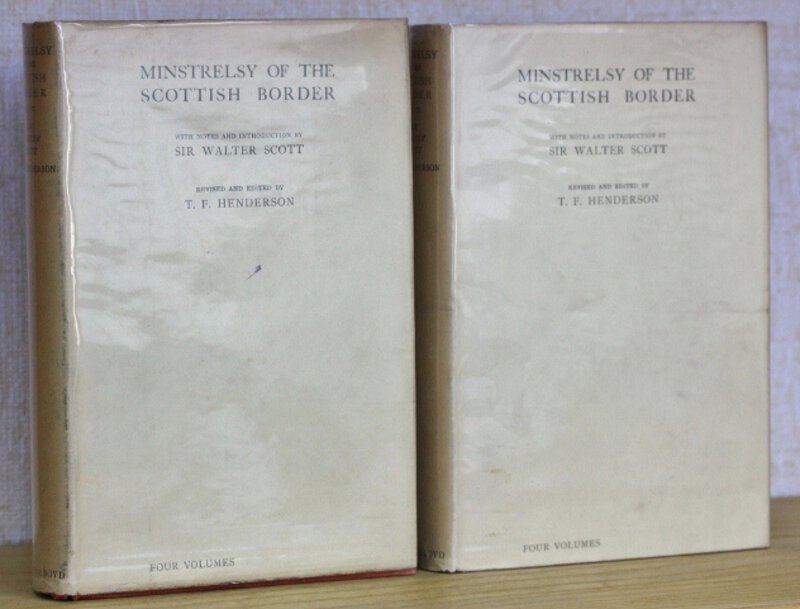 MINSTRELSY OF THE
SCOTTISH BORDER
WITH NOTES AND INTRODUCTION BY
SIR WALTER SCOTT
REVISED AND EDITED BY
T. F. HENDERSON
FOUR VOLUMES
MINSTRELSY OF THE
SCOTTISH BORDER
WITH NOTES AND INTRODUCTION BY
SIR WALTER SCOTT
REVISED AND EDITED BY
T. F. HENDERSON
FOUR VOLUMES